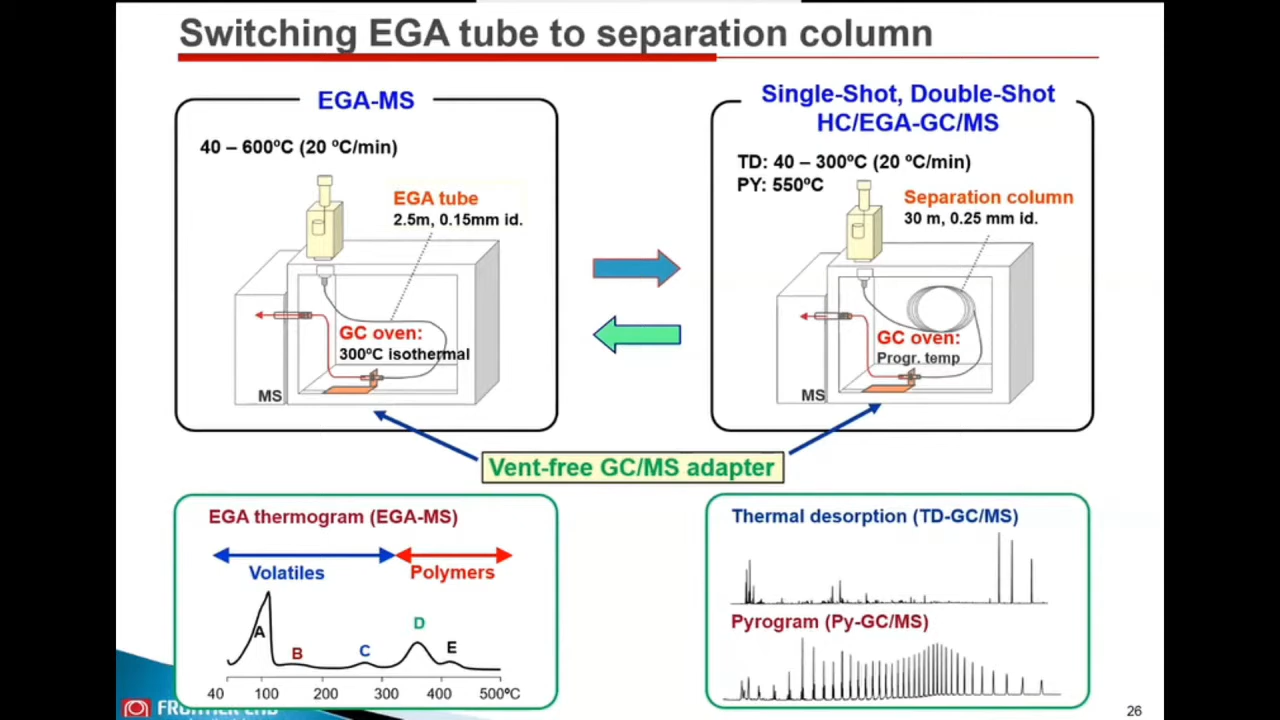 Switching EGA tube to separation column
EGA-MS
40 – 600ºC (20 ºC/min)
EGA tube
2.5m, 0.15mm id.
GC oven:
300ºC isothermal
MS
Single-Shot, Double-Shot
HC/EGA-GC/MS
TD: 40 – 300ºC (20 ºC/min)
PY: 550ºC
Separation column
30 m, 0.25 mm id.
GC oven:
Progr. temp
MS
Vent-free GC/MS adapter
EGA thermogram (EGA-MS)
Volatiles Polymers
A B C D E
40 100 200 300 400 500ºC
Thermal desorption (TD-GC/MS)
Pyrogram (Py-GC/MS)
26